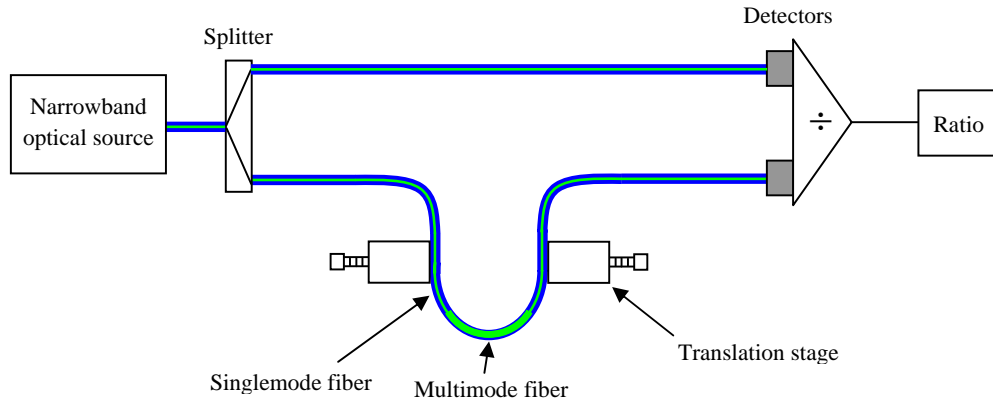 Detectors
Splitter
Narrowband
optical source
÷
Ratio
Translation stage
Singlemode fiber
Multimode fiber